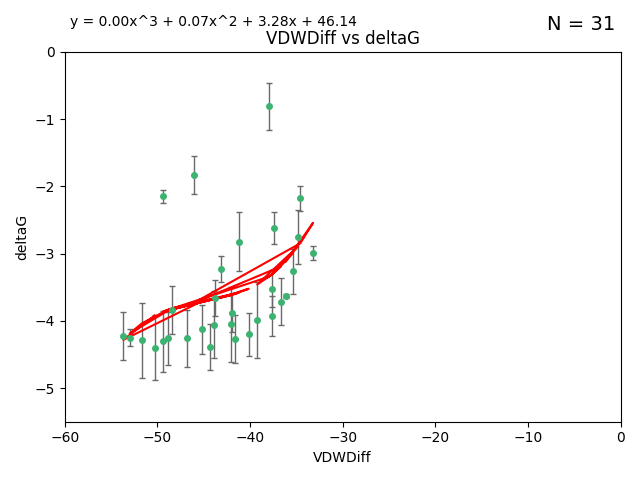 y = 0.00x^3 + 0.07x^2 + 3.28x + 46.14
N = 31
VDWDiff vs deltaG
0
−1
−2
−3
−4
−5
deltaG
−60
−50
−40
−30
−20
−10
0
VDWDiff